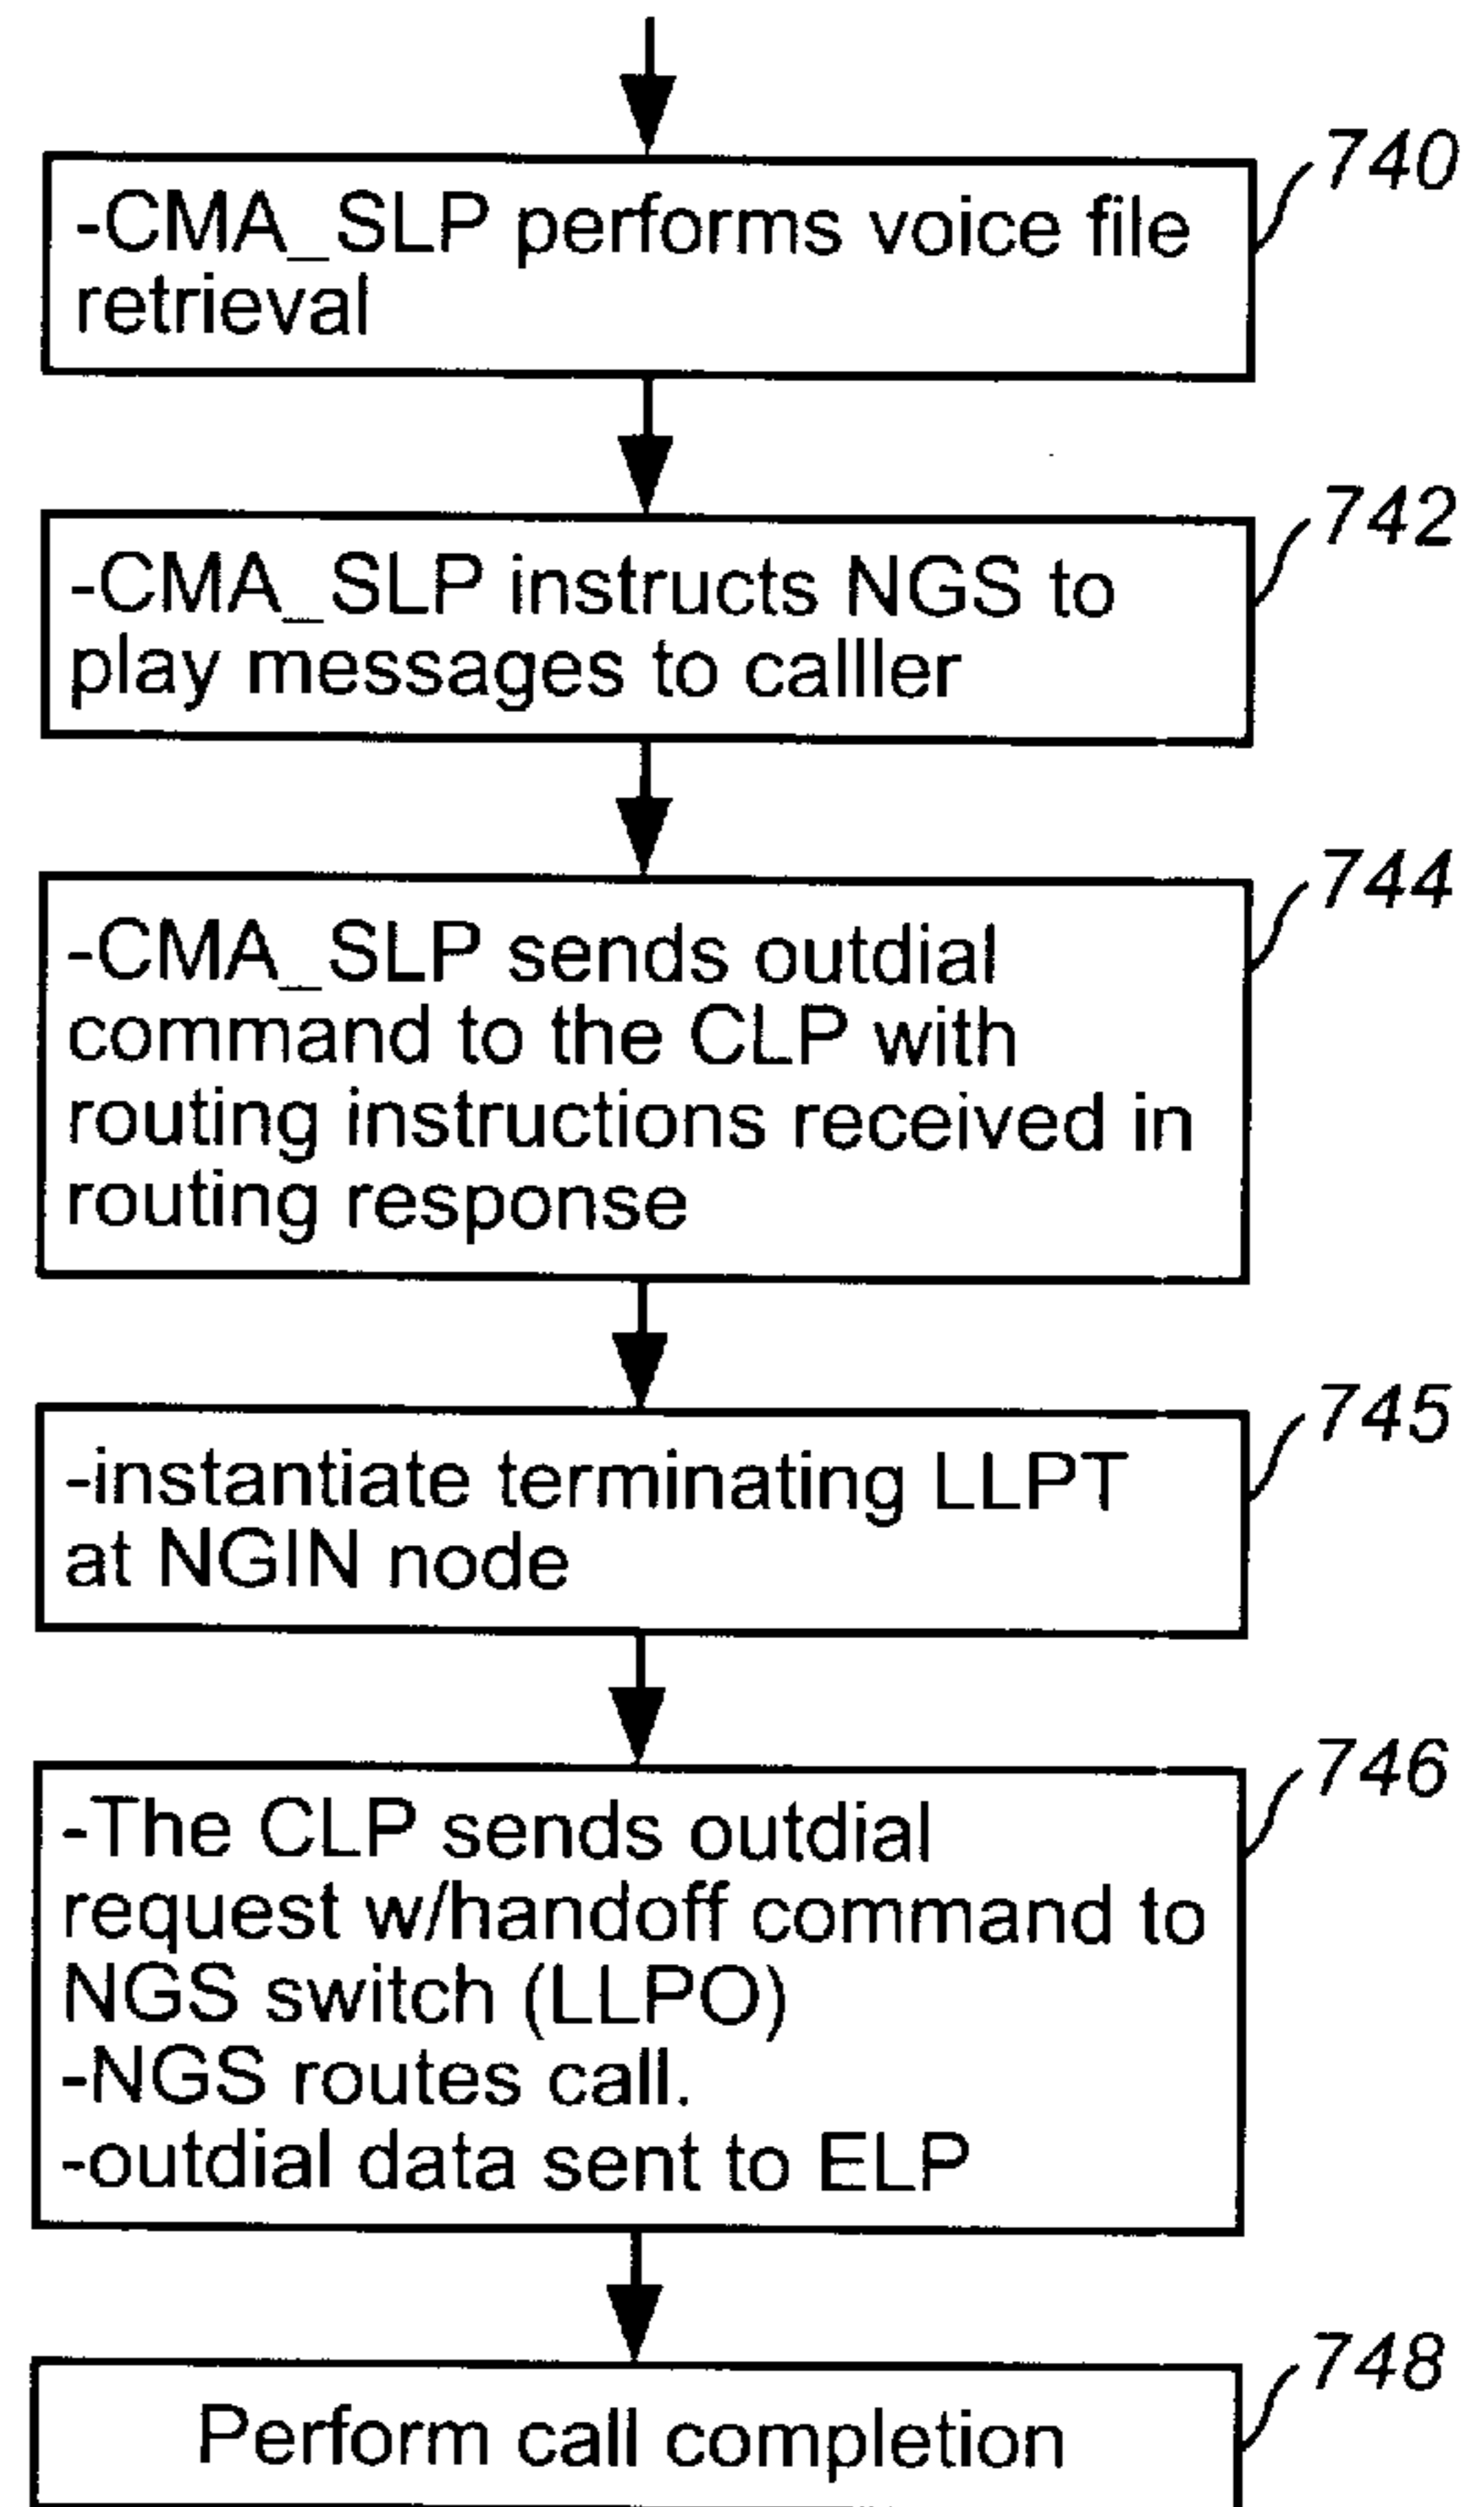 740
-CMA_SLP performs voice file
retrieval
742
-CMA_SLP instructs NGS to
play messages to calller
744
-CMA_SLP sends outdial
command to the CLP with
routing instructions received in
routing response
745
-instantiate terminating LLPT
at NGIN node
746
-The CLP sends outdial
request w/handoff command to
NGS switch (LLPO)
-NGS routes call.
-outdial data sent to ELP
748
Perform call completion